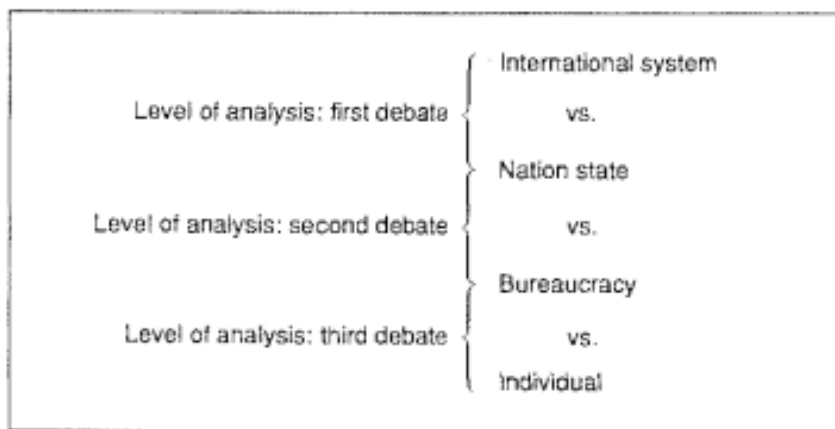 International system
Level of analysis: first debate vs.
Nation state
Level of analysis: second debate vs.
Bureaucracy
Level of analysis: third debate vs.
Individual